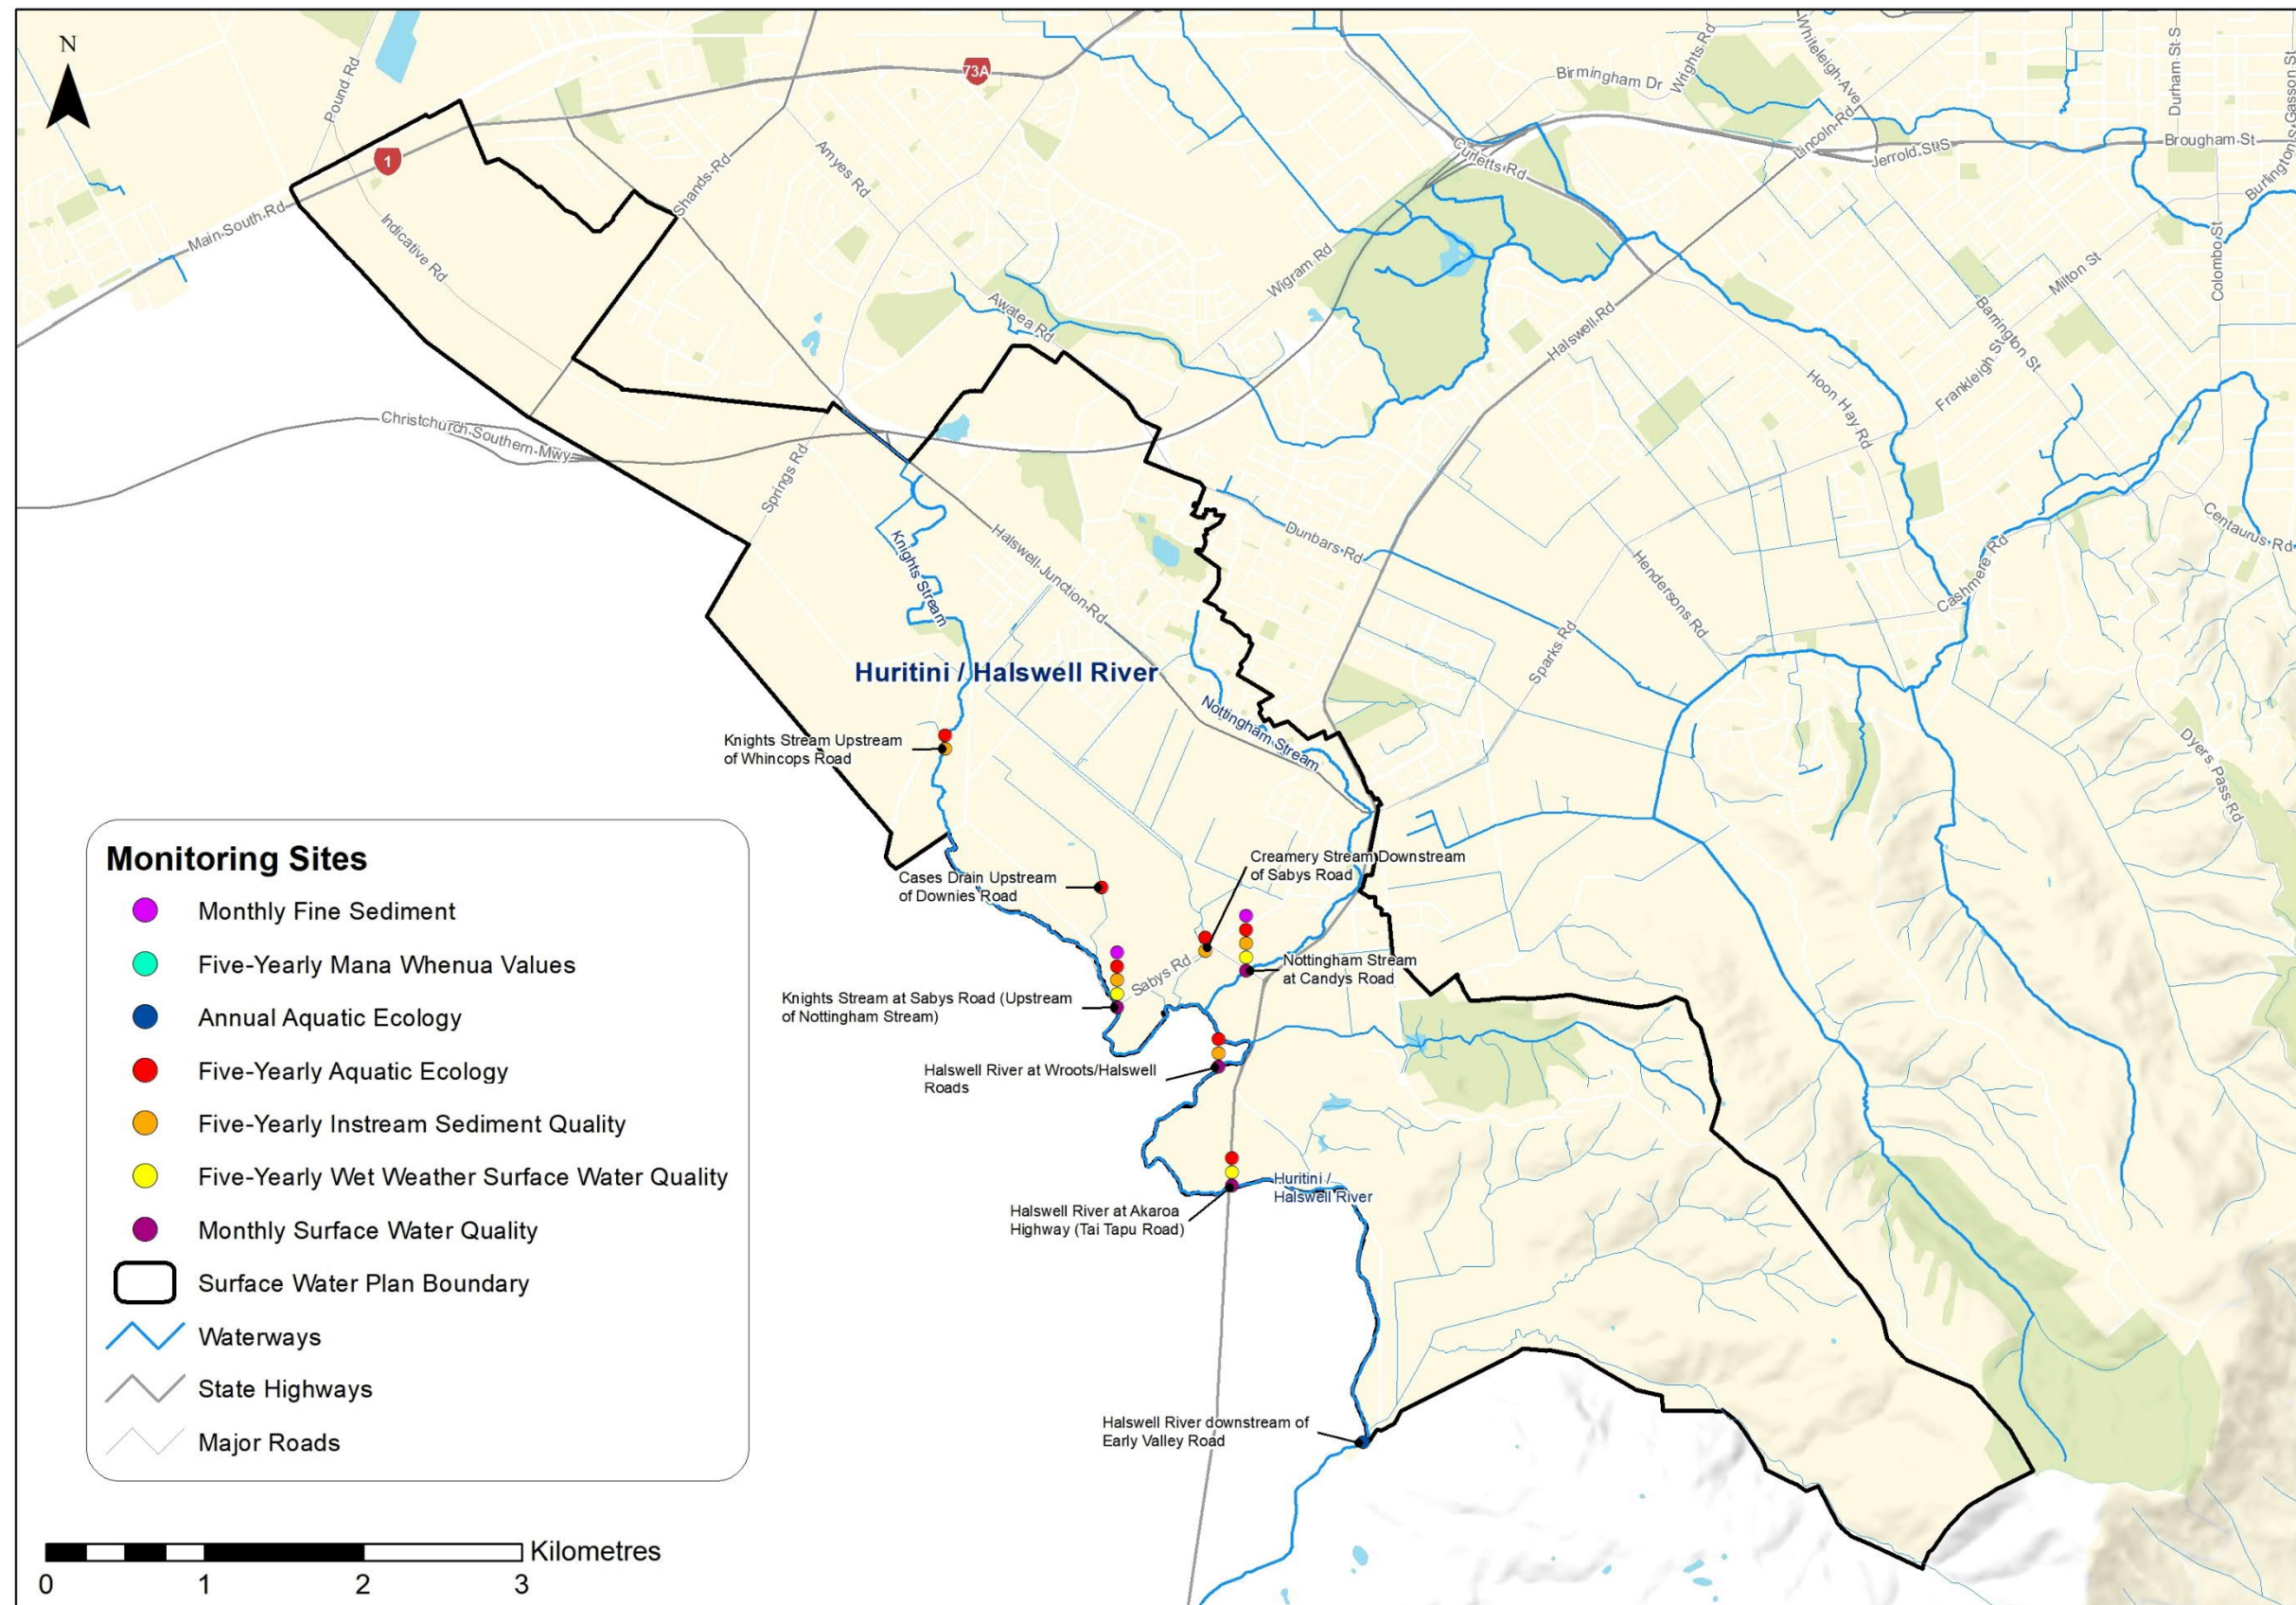 N
Pound Rd
73A
1
Main South Rd
Indicative Rd
Shands Rd
Amyes Rd
Awatea Rd
Wigram Rd
Curletts Rd
Birmingham Dr
Wrights Rd
Whiteleigh Ave
Lincoln Rd
Jerrold St S
Durham St S
Brougham St
Gasson St
Burlington S
Colombo St
Milton St
Barrington St
Frankleigh St
Hoon Hay Rd
Halswell Rd
Christchurch Southern Mwy
Springs Rd
Knights Stream
Halswell Junction Rd
Dunbars Rd
Hendersons Rd
Sparks Rd
Cashmere Rd
Centaurus Rd
Dyers Pass Rd
Huritini / Halswell River
Nottingham Stream
Knights Stream Upstream
of Whincops Road
Cases Drain Upstream
of Downies Road
Creamery Stream Downstream
of Sabys Road
Sabys Rd
Nottingham Stream
at Candys Road
Knights Stream at Sabys Road (Upstream
of Nottingham Stream)
Halswell River at Wroots/Halswell
Roads
Huritini /
Halswell River
Halswell River at Akaroa
Highway (Tai Tapu Road)
Halswell River downstream of
Early Valley Road
Monitoring Sites
Monthly Fine Sediment
Five-Yearly Mana Whenua Values
Annual Aquatic Ecology
Five-Yearly Aquatic Ecology
Five-Yearly Instream Sediment Quality
Five-Yearly Wet Weather Surface Water Quality
Monthly Surface Water Quality
Surface Water Plan Boundary
Waterways
State Highways
Major Roads
Kilometres
0 1 2 3